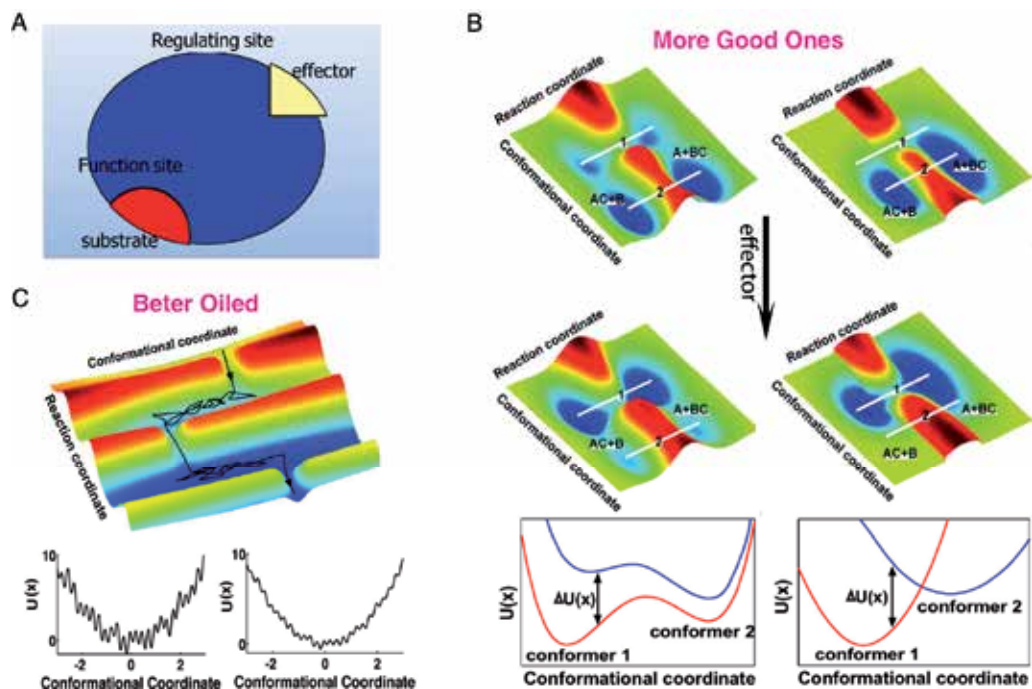 A
Regulating site
effector
Function site
substrate
B
More Good Ones
Reaction coordinate
Conformational coordinate
1
A+BC
AC+B
2
Reaction coordinate
Conformational coordinate
1
2
A+BC
AC+B
effector
Reaction coordinate
Conformational coordinate
1
A+BC
AC+B
2
Reaction coordinate
Conformational coordinate
1
2
A+BC
AC+B
U(x)
ΔU(x)
conformer 2
conformer 1
Conformational coordinate
U(x)
ΔU(x)
conformer 2
conformer 1
Conformational coordinate
C
Beter Oiled
Conformational coordinate
Reaction coordinate
10
U(x)
0
-2 0 2
Conformational Coordinate
10
U(x)
0
-3 0 3
Conformational Coordinate